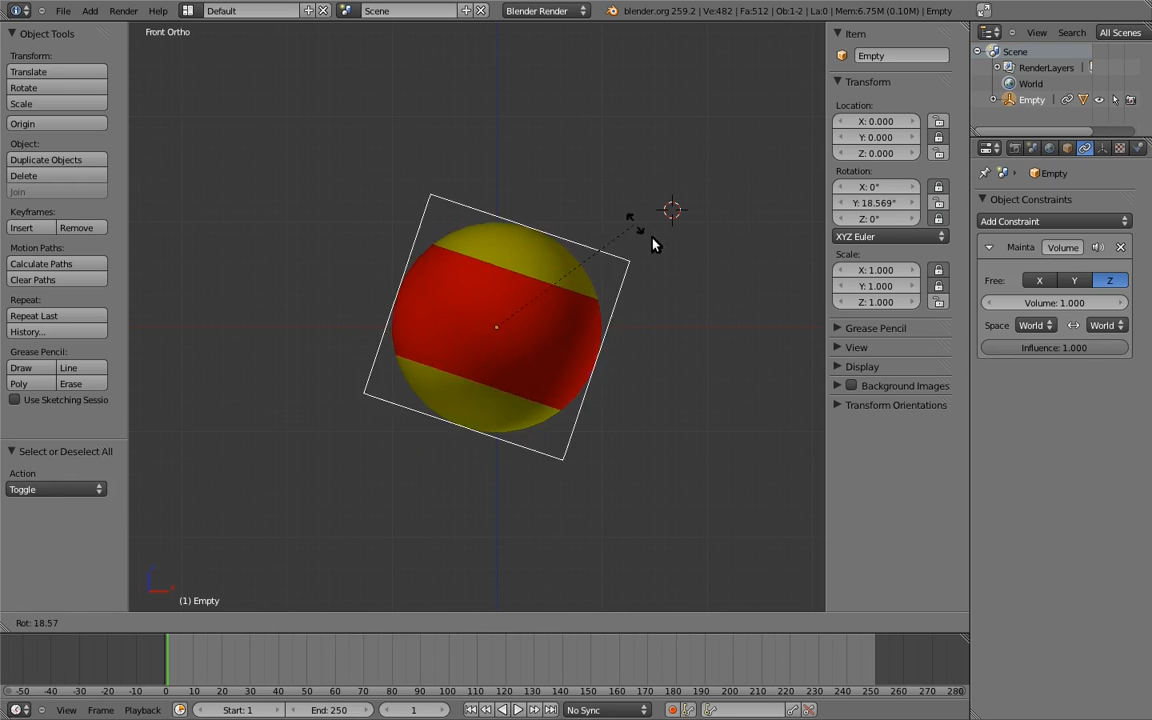 File Add Render Help Default Scene Blender Render blender.org 259.2 | Ve:482 | Fa:512 | Ob:1-2 | La:0 | Mem:6.75M (0.10M) | Empty
Object Tools
Transform:
Translate
Rotate
Scale
Origin
Object:
Duplicate Objects
Delete
Join
Keyframes:
Insert Remove
Motion Paths:
Calculate Paths
Clear Paths
Repeat:
Repeat Last
History...
Grease Pencil:
Draw Line
Poly Erase
Use Sketching Sessio
Select or Deselect All
Action
Toggle
Front Ortho
(1) Empty
Rot: 18.57
Item
Empty
Transform
Location:
X: 0.000
Y: 0.000
Z: 0.000
Rotation:
X: 0°
Y: 18.569°
Z: 0°
XYZ Euler
Scale:
X: 1.000
Y: 1.000
Z: 1.000
Grease Pencil
View
Display
Background Images
Transform Orientations
View Search All Scenes
Scene
RenderLayers |
World
Empty |
Empty
Object Constraints
Add Constraint
Mainta Volume
Free: X Y Z
Volume: 1.000
Space World World
Influence: 1.000
-50 -40 -30 -20 -10 0 10 20 30 40 50 60 70 80 90 100 110 120 130 140 150 160 170 180 190 200 210 220 230 240 250 260 270 280
View Frame Playback Start: 1 End: 250 1 No Sync